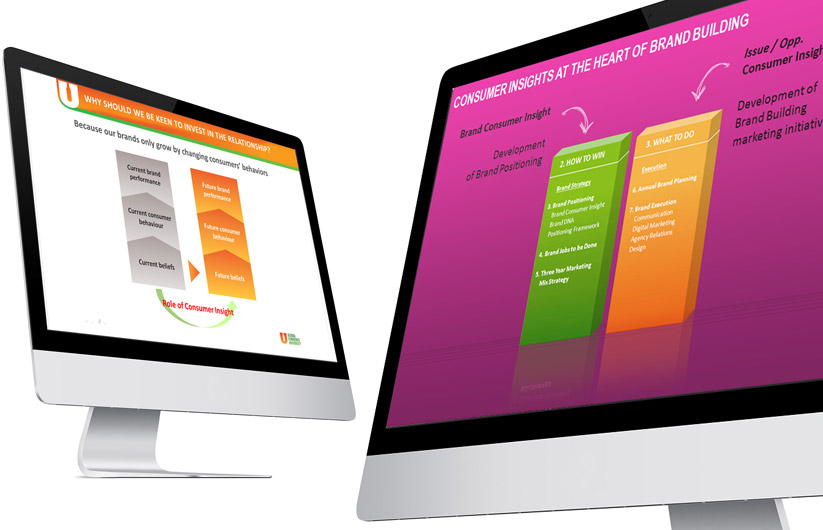 WHY SHOULD WE BE KEEN TO INVEST IN THE RELATIONSHIP?
Because our brands only grow by changing consumers' behaviors
Current brand
performance
Current consumer
behaviour
Current beliefs
Future brand
performance
Future consumer
behaviour
Future beliefs
Role of Consumer Insight
CONSUMER INSIGHTS AT THE HEART OF BRAND BUILDING
Brand Consumer Insight
Development
of Brand Positioning
Issue / Opp.
Consumer Insigh
Development of
Brand Building
marketing initiativ
2. HOW TO WIN
Brand Strategy
3. Brand Positioning
Brand Consumer Insight
Brand DNA
Positioning Framework
4. Brand Jobs to be Done
5. Three Year Marketing
Mix Strategy
3. WHAT TO DO
Execution
6. Annual Brand Planning
7. Brand Execution
Communication
Digital Marketing
Agency Relations
Design